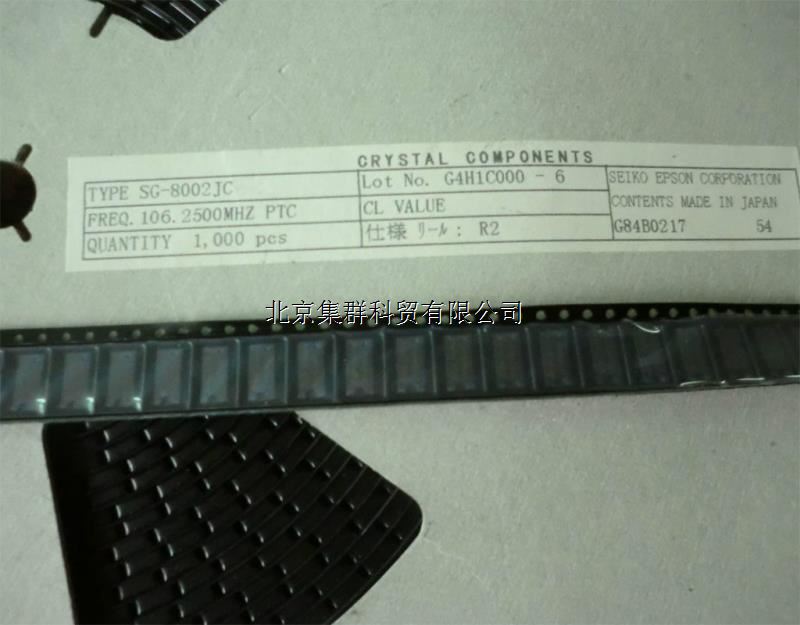 CRYSTAL COMPONENTS
TYPE SG-8002JC
Lot No. G4H1C000 - 6
SEIKO EPSON CORPORATION
FREQ. 106.2500MHZ PTC
CL VALUE
CONTENTS MADE IN JAPAN
QUANTITY 1,000 pcs
仕様 リール: R2
G84B0217 54
北京集群科贸有限公司